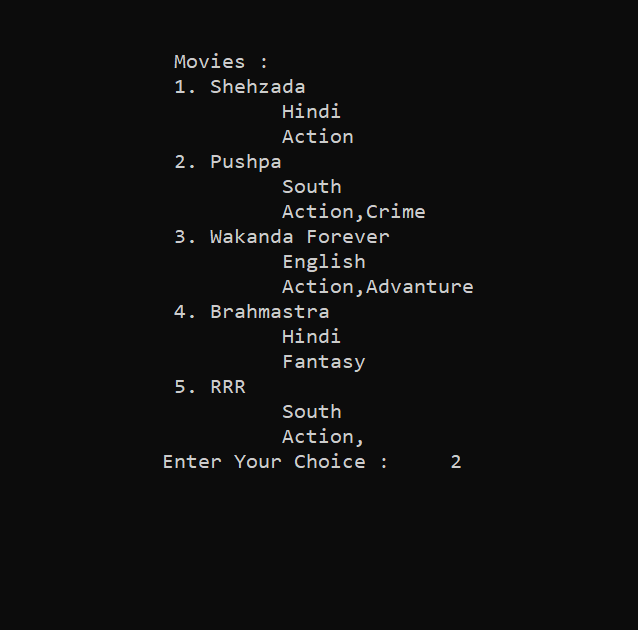 Movies :
1. Shehzada
Hindi
Action
2. Pushpa
South
Action,Crime
3. Wakanda Forever
English
Action,Advanture
4. Brahmastra
Hindi
Fantasy
5. RRR
South
Action,
Enter Your Choice : 2